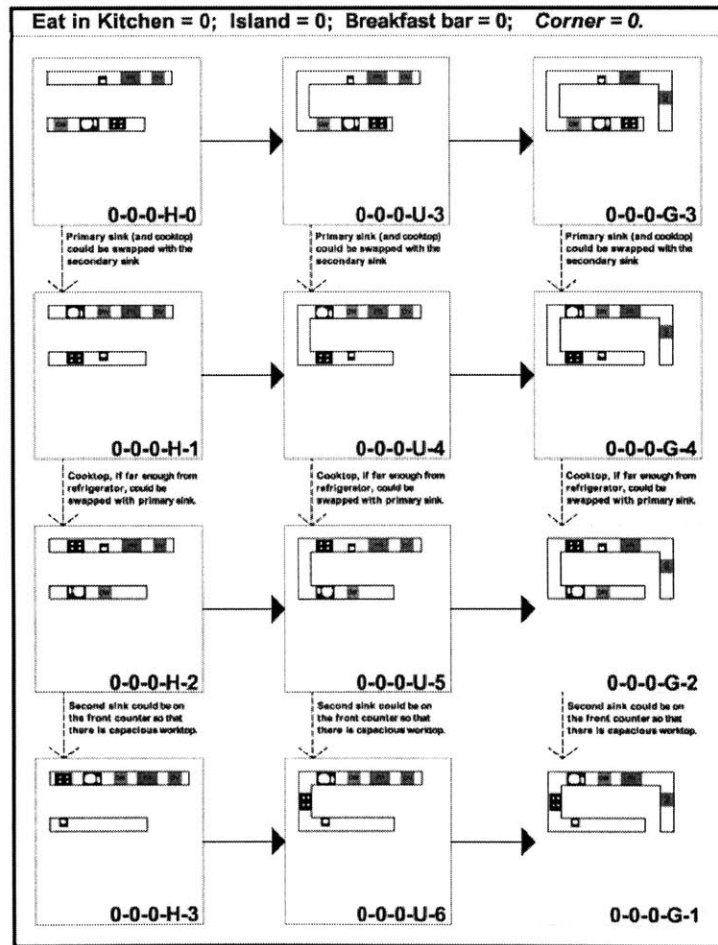 Eat in Kitchen = 0; Island = 0; Breakfast bar = 0; Corner = 0.
0-0-0-H-0
0-0-0-U-3
0-0-0-G-3
Primary sink (and cooktop)
could be swapped with the
secondary sink
Primary sink (and cooktop)
could be swapped with the
secondary sink
Primary sink (and cooktop)
could be swapped with the
secondary sink
0-0-0-H-1
0-0-0-U-4
0-0-0-G-4
Cooktop, if far enough from
refrigerator, could be
swapped with primary sink.
Cooktop, if far enough from
refrigerator, could be
swapped with primary sink.
Cooktop, if far enough from
refrigerator, could be
swapped with primary sink.
0-0-0-H-2
0-0-0-U-5
0-0-0-G-2
Second sink could be on
the front counter so that
there is capacious worktop.
Second sink could be on
the front counter so that
there is capacious worktop.
Second sink could be on
the front counter so that
there is capacious worktop.
0-0-0-H-3
0-0-0-U-6
0-0-0-G-1